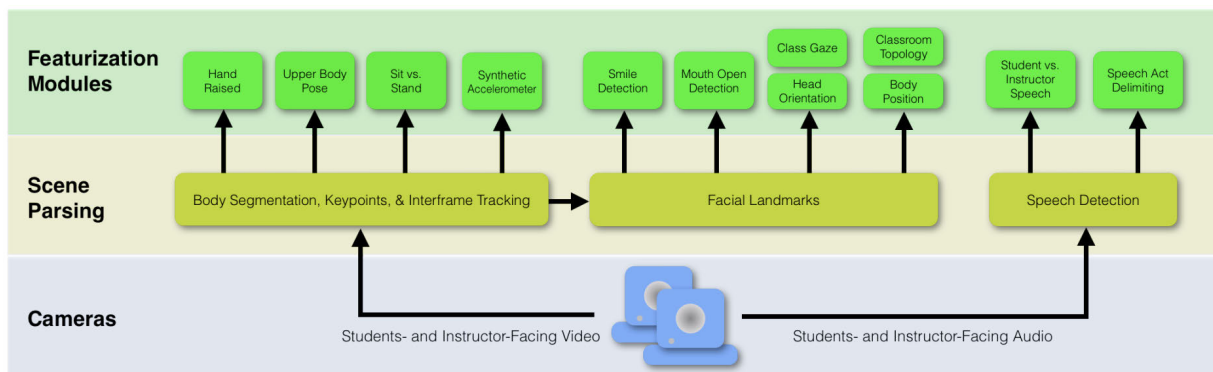 Featurization
Modules
Hand
Raised
Upper Body
Pose
Sit vs.
Stand
Synthetic
Accelerometer
Smile
Detection
Mouth Open
Detection
Class Gaze
Head
Orientation
Classroom
Topology
Body
Position
Student vs.
Instructor
Speech
Speech Act
Delimiting
Scene
Parsing
Body Segmentation, Keypoints, & Interframe Tracking
Facial Landmarks
Speech Detection
Cameras
Students- and Instructor-Facing Video
Students- and Instructor-Facing Audio